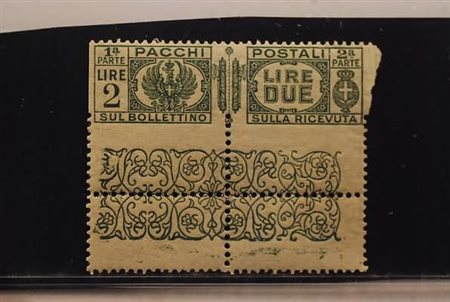 1ª PARTE PACCHI POSTALI 2ª PARTE
LIRE 2 LIRE DUE
SUL BOLLETTINO SULLA RICEVUTA